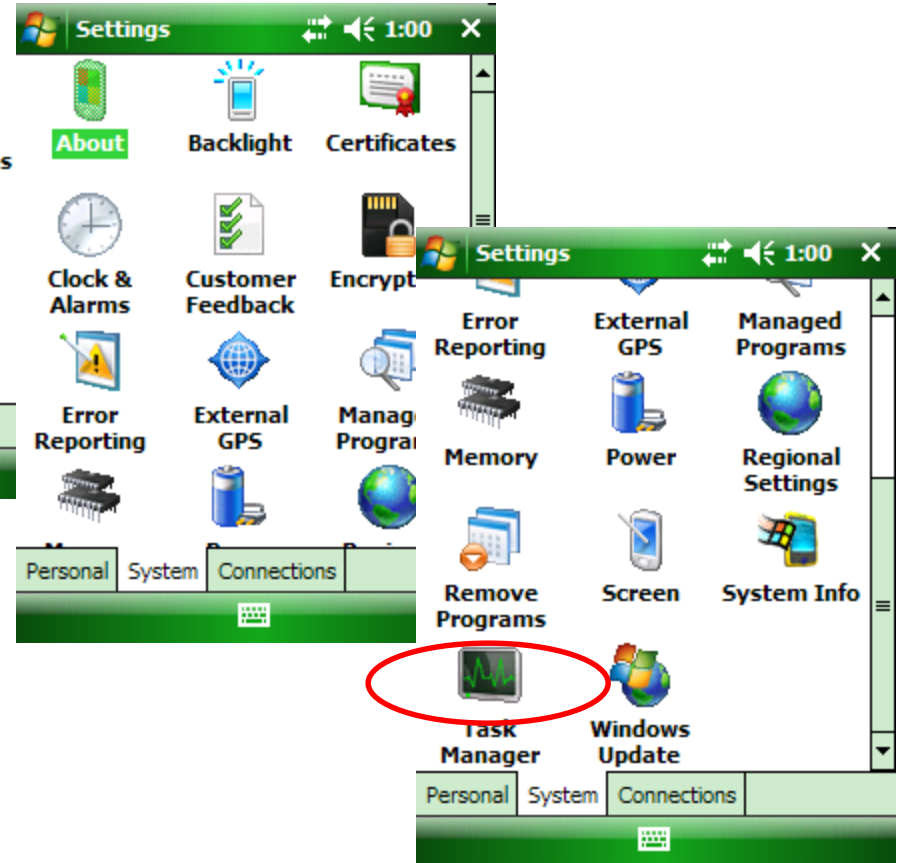 Settings 1:00
About Backlight Certificates
s
Clock & Customer Encrypt
Alarms Feedback
Error External Manag
Reporting GPS Progra
Personal System Connections
Settings 1:00
Error External Managed
Reporting GPS Programs
Memory Power Regional
Settings
Remove Screen System Info
Programs
Task Windows
Manager Update
Personal System Connections